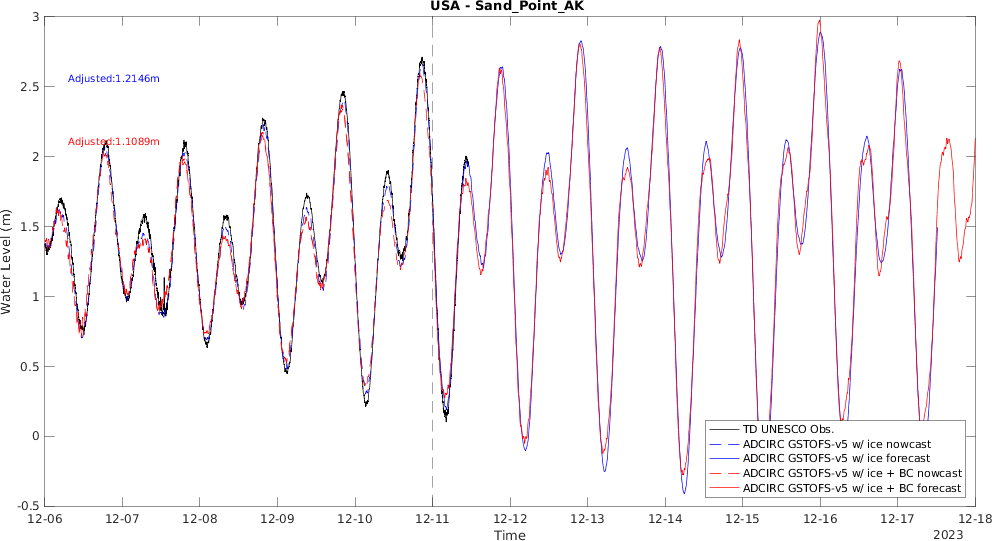 USA - Sand_Point_AK
3
2.5
2
1.5
1
0.5
0
-0.5
Water Level (m)
Adjusted:1.2146m
Adjusted:1.1089m
TD UNESCO Obs.
ADCIRC GSTOFS-v5 w/ ice nowcast
ADCIRC GSTOFS-v5 w/ ice forecast
ADCIRC GSTOFS-v5 w/ ice + BC nowcast
ADCIRC GSTOFS-v5 w/ ice + BC forecast
12-06 12-07 12-08 12-09 12-10 12-11 12-12 12-13 12-14 12-15 12-16 12-17 12-18
Time
2023